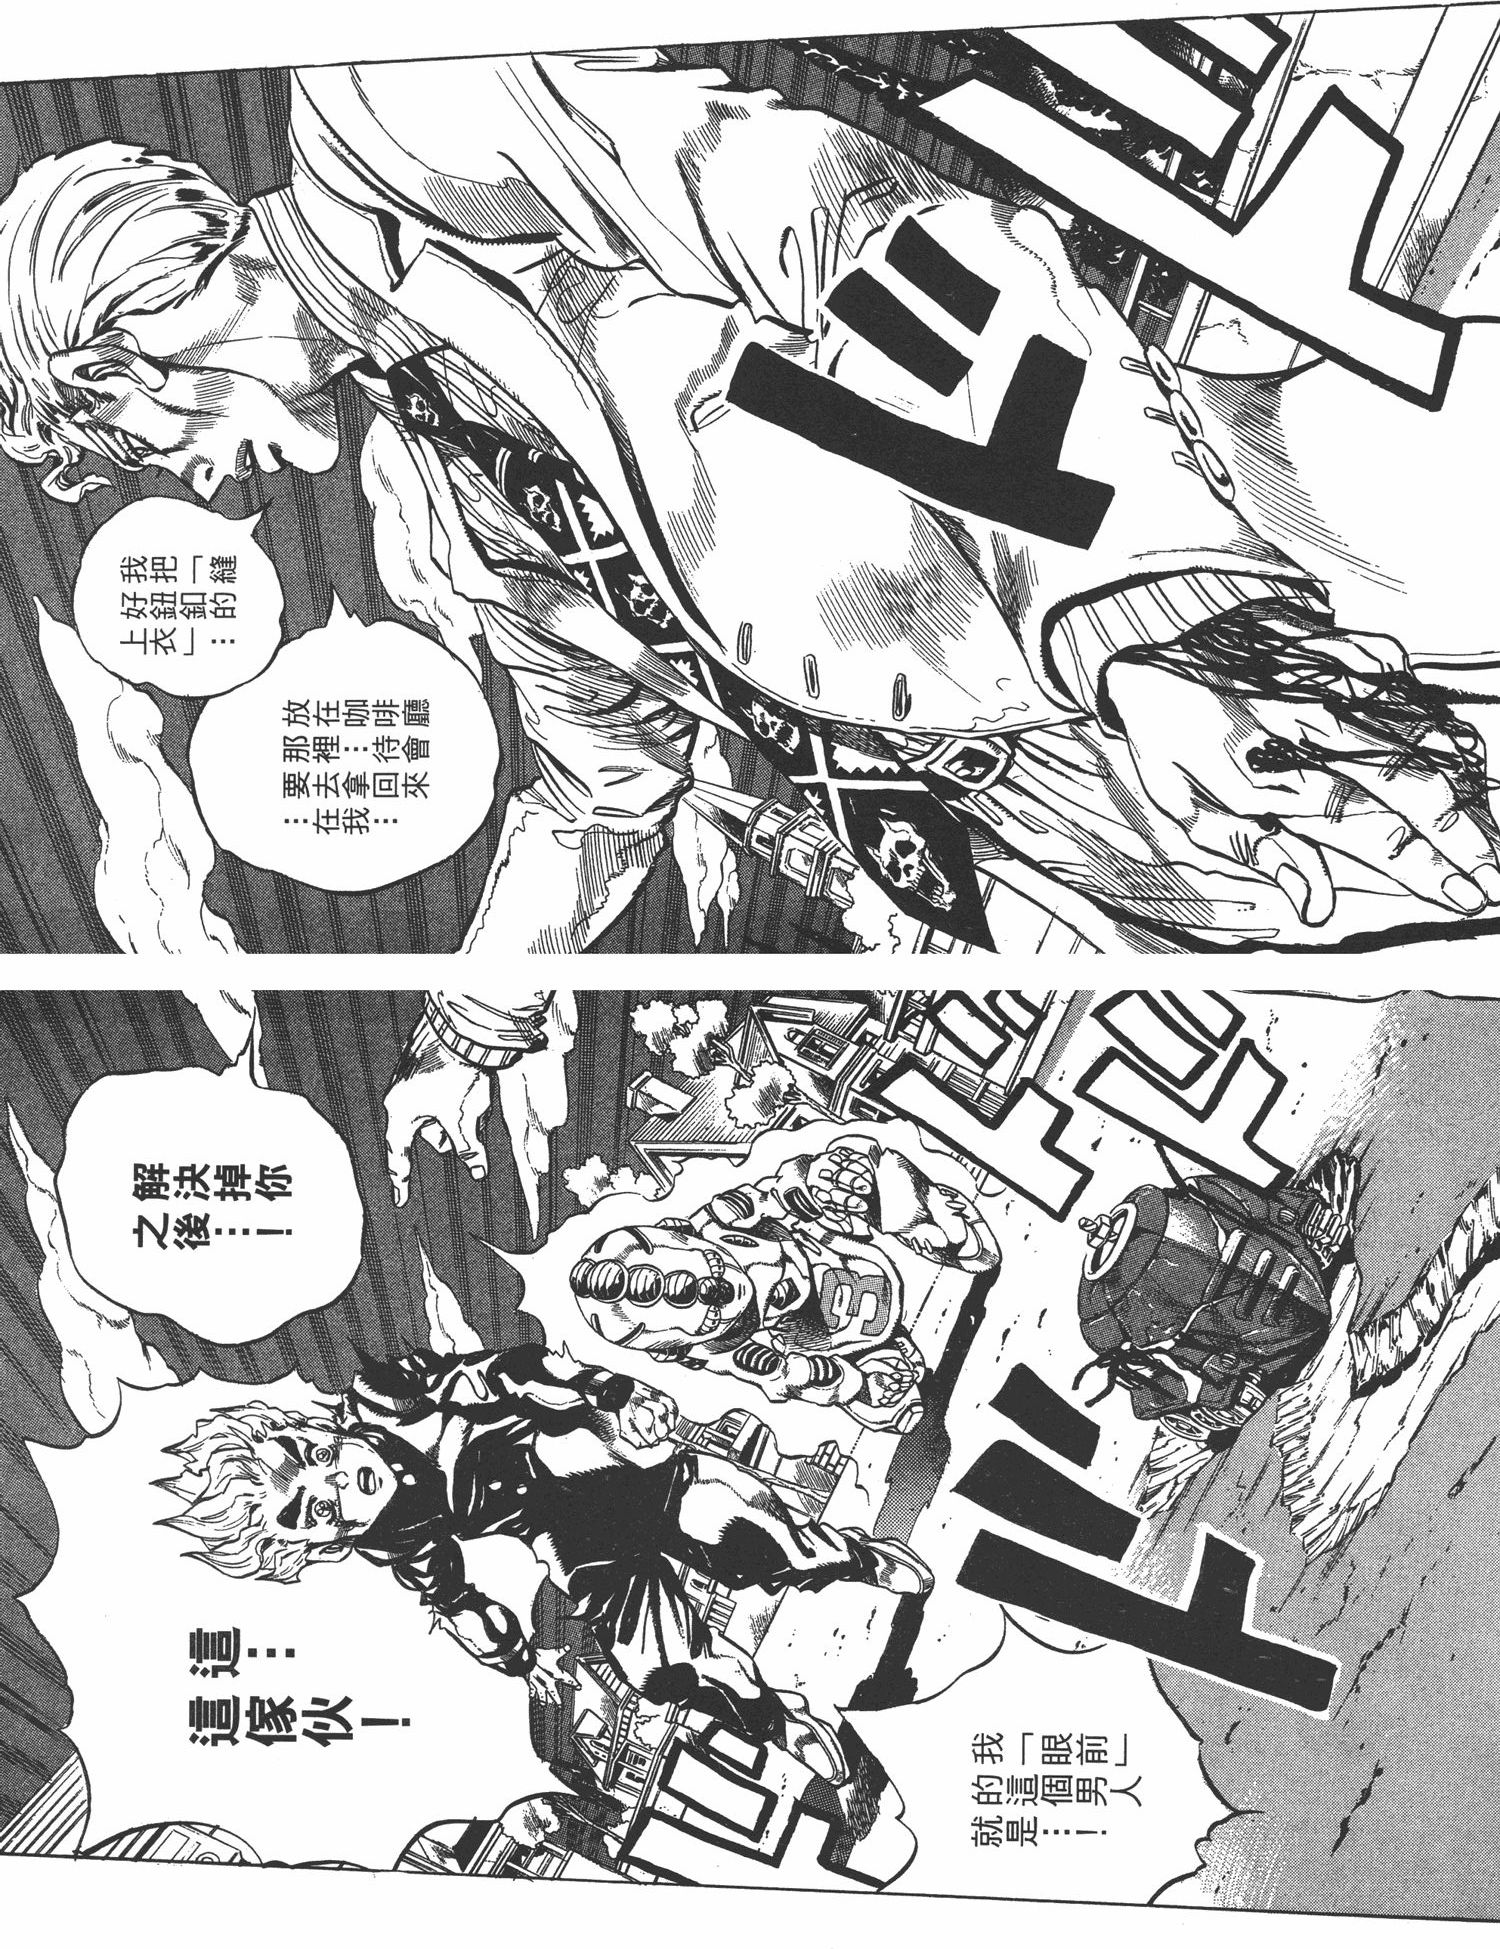 我把「縫
好鈕釦的
上衣」…
放在咖啡廳
那裡…待會
要去拿回來
…在我…
解決掉你
之後…！
這…
這傢伙！
我「眼前」
的這個男人
就是…！
ド
ド
ド
ド
ド
ド